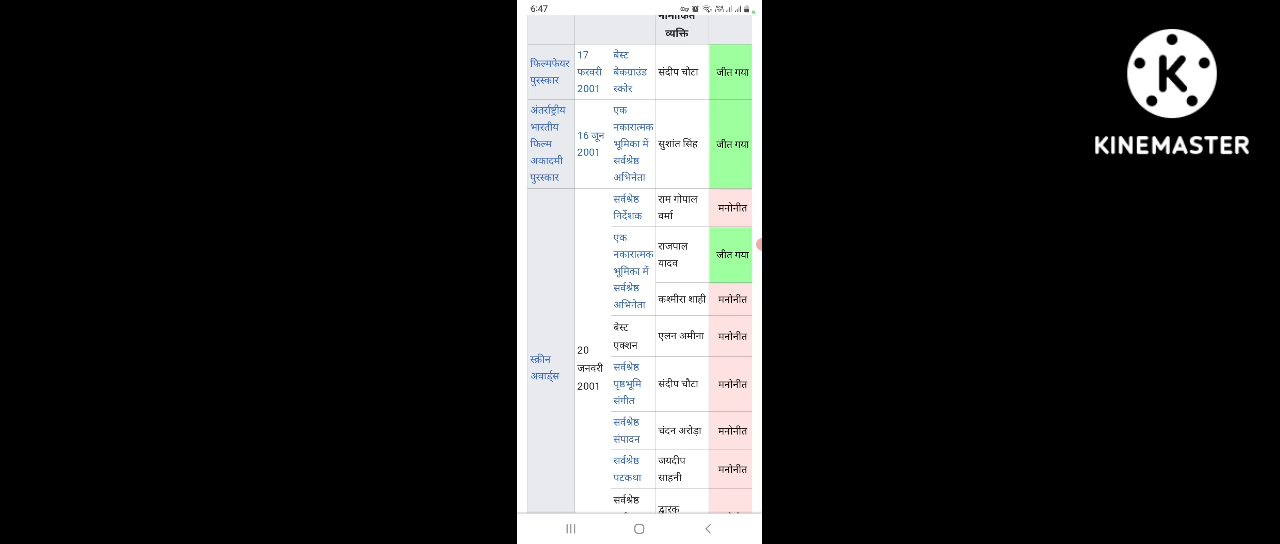 6:47
नामांकित
व्यक्ति
फिल्मफेयर
पुरस्कार
17
फरवरी
2001
बेस्ट
बैकग्राउंड
स्कोर
संदीप चौटा
जीत गया
अंतर्राष्ट्रीय
भारतीय
फिल्म
अकादमी
पुरस्कार
16 जून
2001
एक
नकारात्मक
भूमिका में
सर्वश्रेष्ठ
अभिनेता
सुशांत सिंह
जीत गया
स्क्रीन
अवार्ड्स
20
जनवरी
2001
सर्वश्रेष्ठ
निर्देशक
राम गोपाल
वर्मा
मनोनीत
एक
नकारात्मक
भूमिका में
सर्वश्रेष्ठ
अभिनेता
राजपाल
यादव
जीत गया
कश्मीरा शाही
मनोनीत
बेस्ट
एक्शन
एलन अमीना
मनोनीत
सर्वश्रेष्ठ
पृष्ठभूमि
संगीत
संदीप चौटा
मनोनीत
सर्वश्रेष्ठ
संपादन
चंदन अरोड़ा
मनोनीत
सर्वश्रेष्ठ
पटकथा
जयदीप
साहनी
मनोनीत
सर्वश्रेष्ठ
द्वारक
KINEMASTER